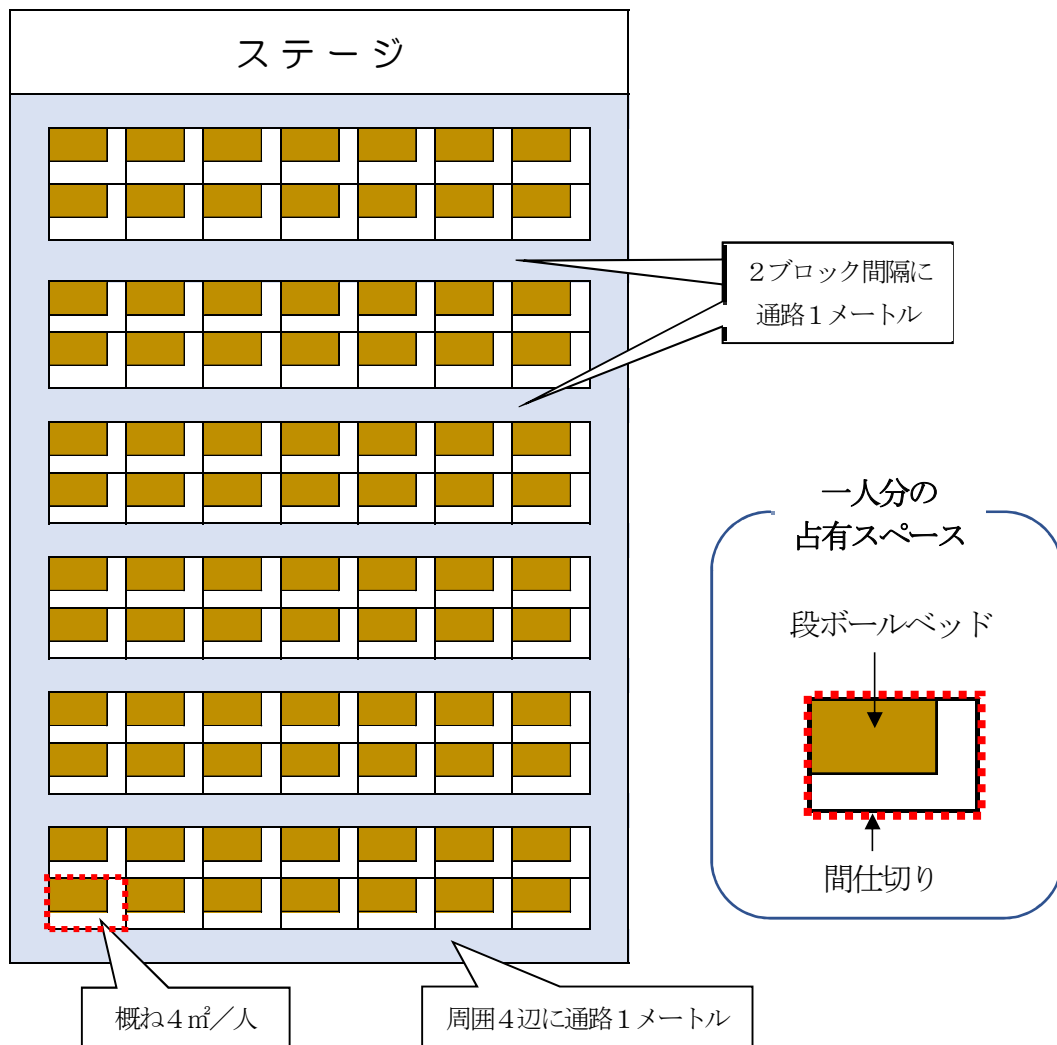 ステージ
２ブロック間隔に
通路１メートル
一人分の
占有スペース
段ボールベッド
間仕切り
概ね４㎡／人
周囲４辺に通路１メートル